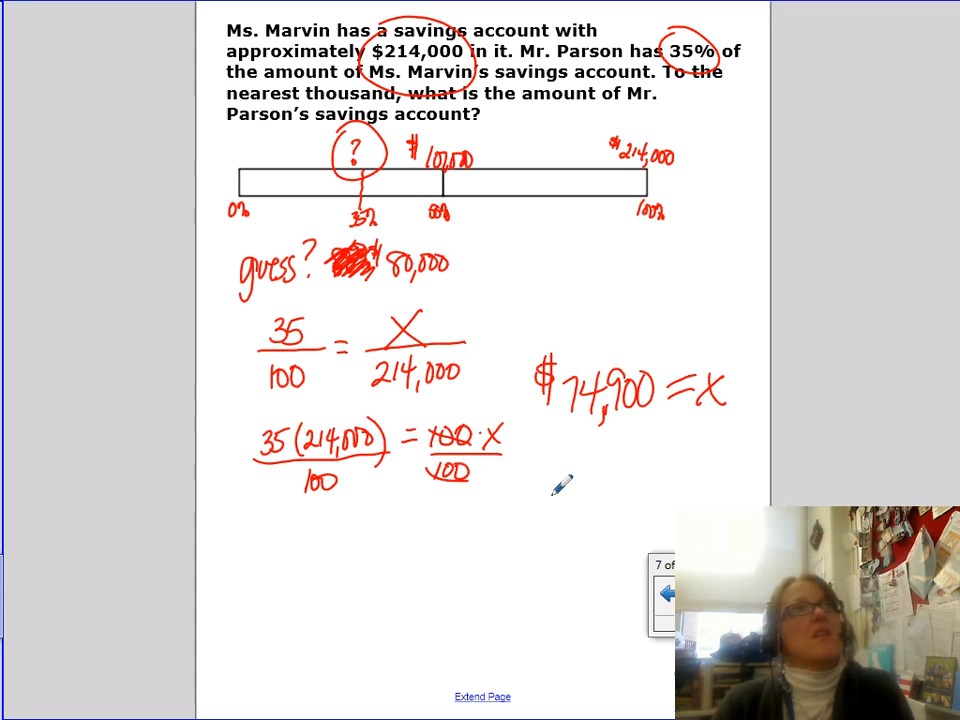 Ms. Marvin has a savings account with
approximately $214,000 in it. Mr. Parson has 35% of
the amount of Ms. Marvin's savings account. To the
nearest thousand, what is the amount of Mr.
Parson's savings account?
? $ $214,000
0% 35% 100%
guess? 80,000
35/100 = X/214,000
$74,900 = X
35(214,000)/100 = 100·X/100
7 of
Extend Page